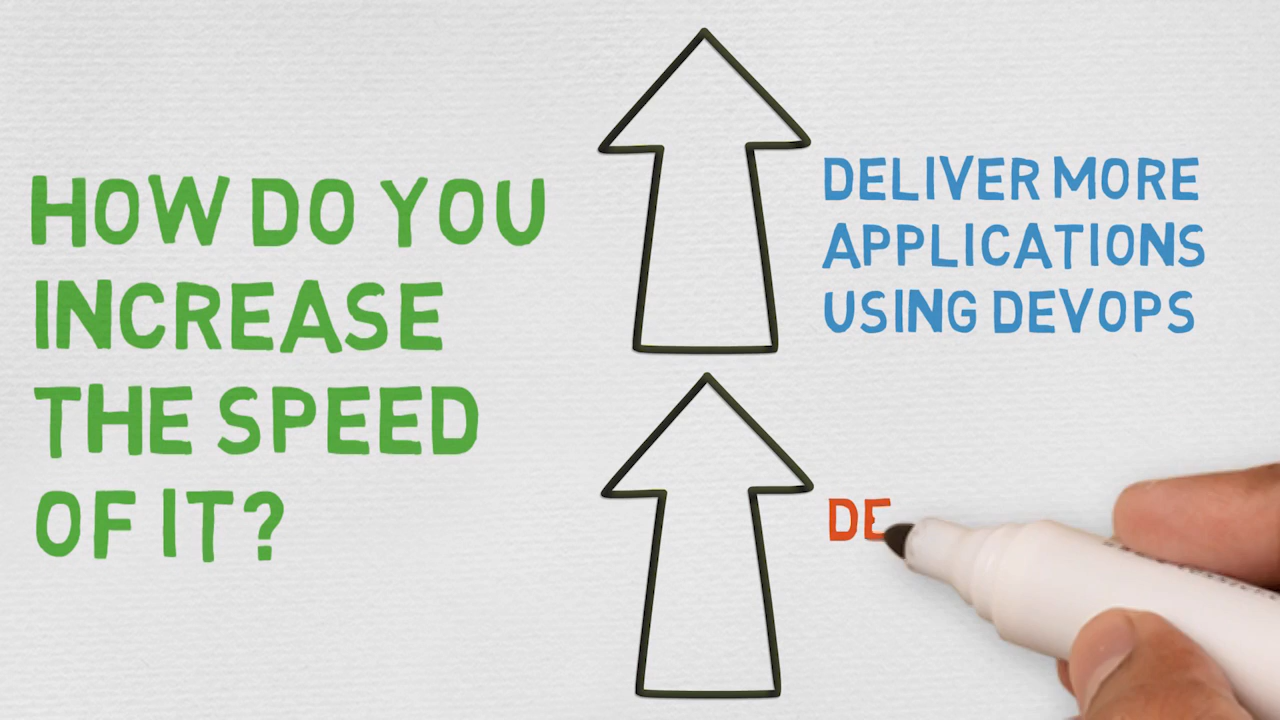 HOW DO YOU
INCREASE
THE SPEED
OF IT?
DELIVER MORE
APPLICATIONS
USING DEVOPS
DE